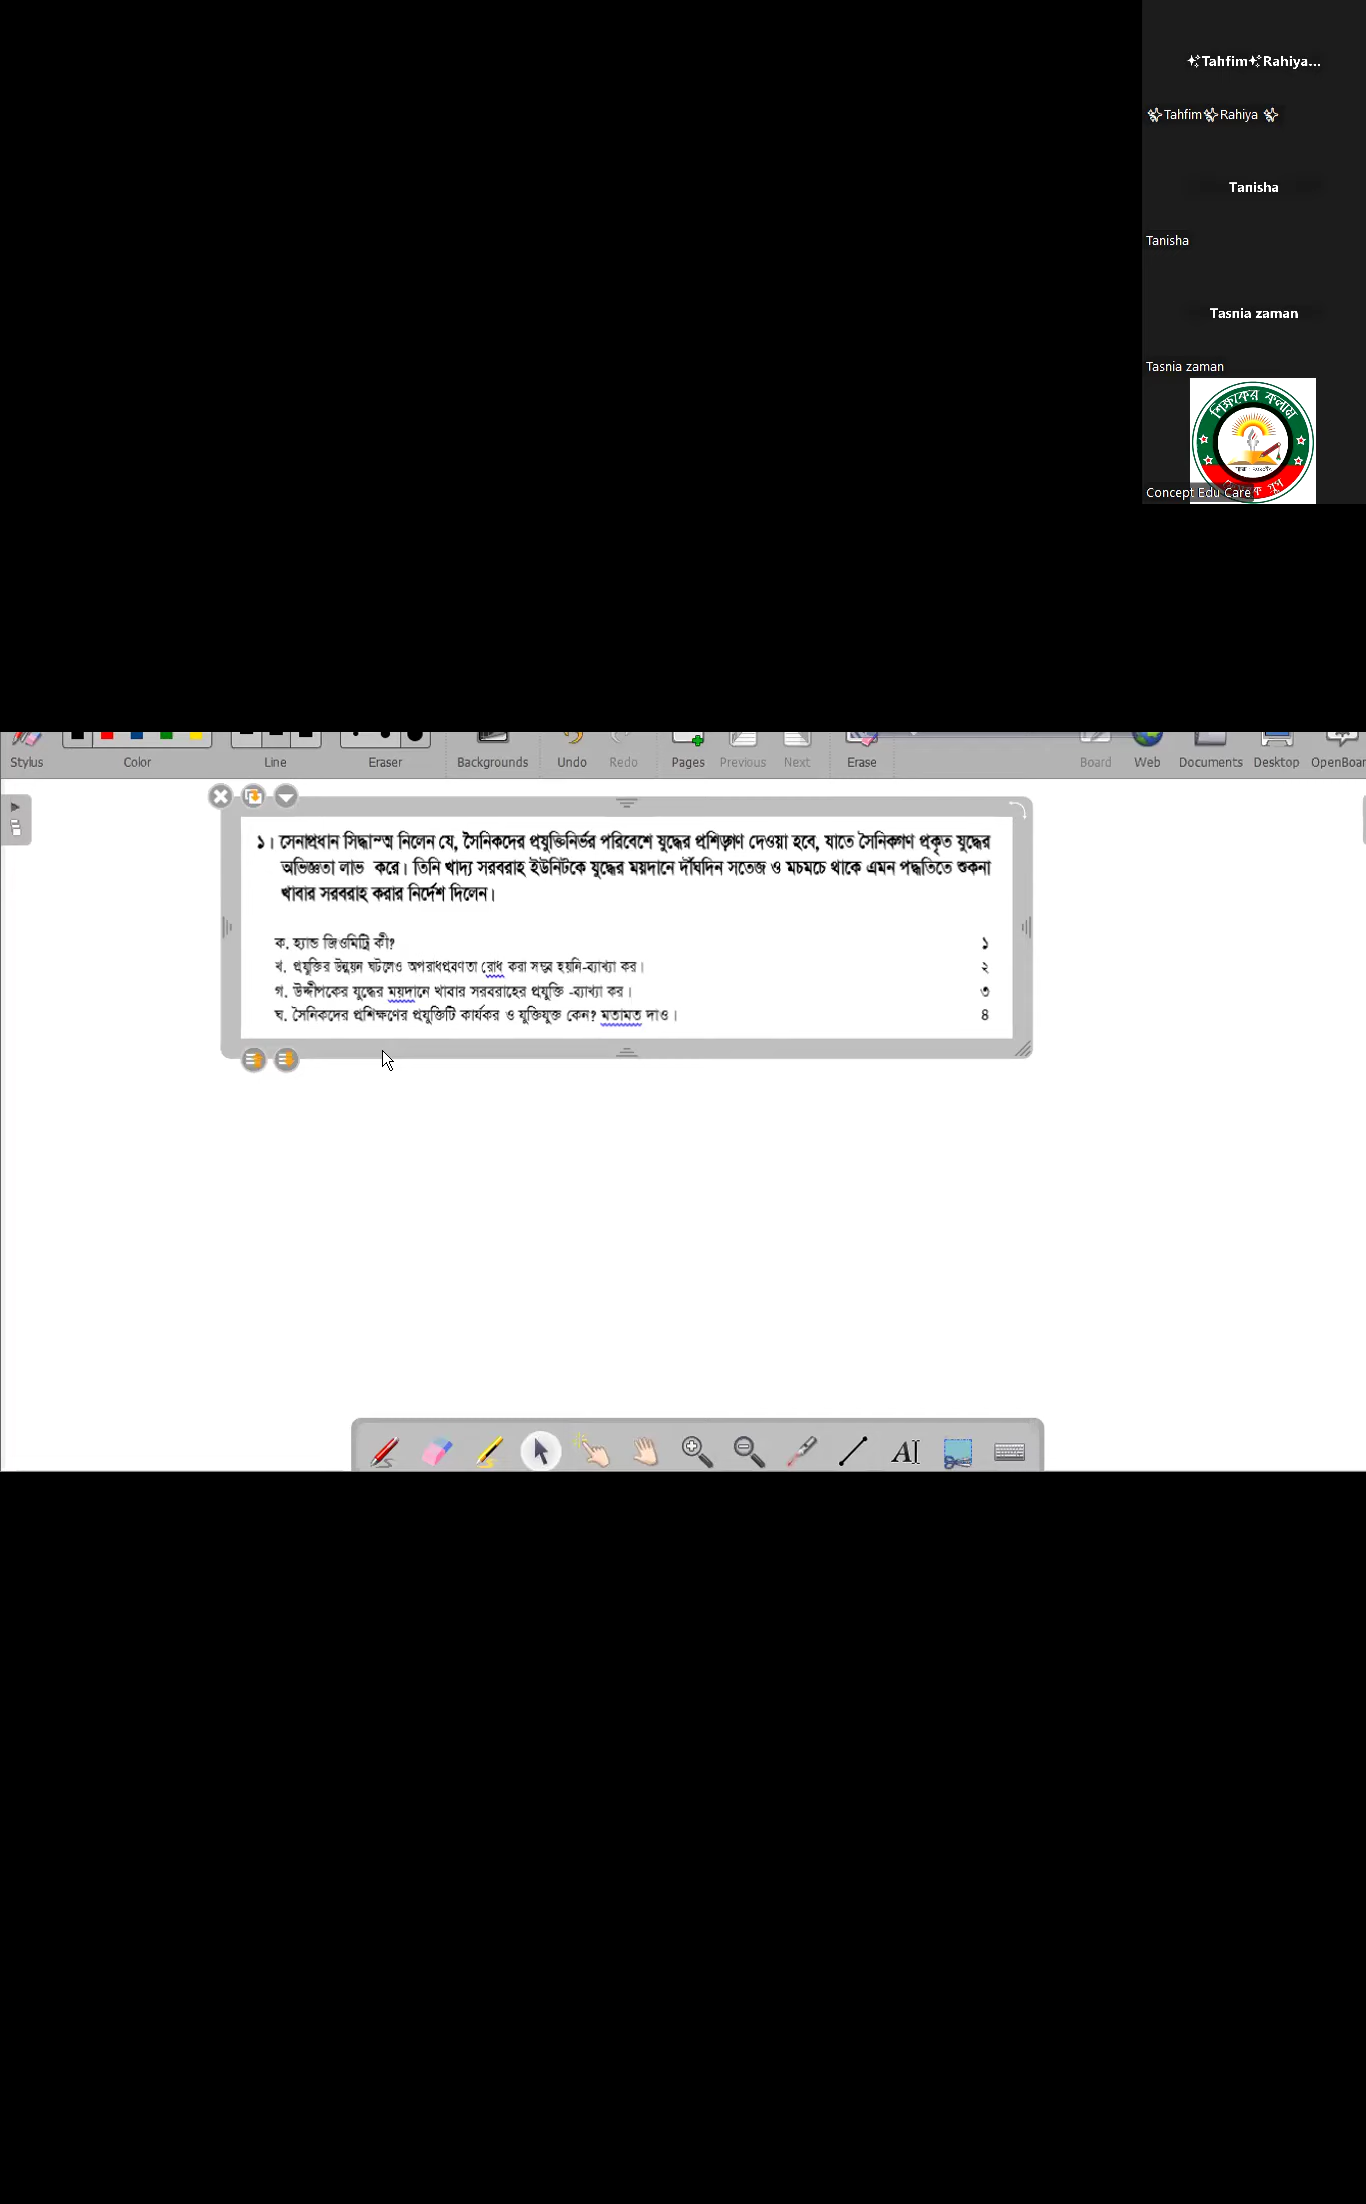 ✨Tahfim✨Rahiya...
✨Tahfim✨Rahiya ✨
Tanisha
Tanisha
Tasnia zaman
Tasnia zaman
শিক্ষকের কলাম
Concept Edu Care
Stylus Color Line Eraser Backgrounds Undo Redo Pages Previous Next Erase Board Web Documents Desktop OpenBoar
১। সেনাপ্রধান সিদ্ধান্ত নিলেন যে, সৈনিকদের প্রযুক্তিনির্ভর পরিবেশে যুদ্ধের প্রশিড়্গণ দেওয়া হবে, যাতে সৈনিকগণ প্রকৃত যুদ্ধের
অভিজ্ঞতা লাভ করে। তিনি খাদ্য সরবরাহ ইউনিটকে যুদ্ধের ময়দানে দীর্ঘদিন সতেজ ও মচমচে থাকে এমন পদ্ধতিতে শুকনা
খাবার সরবরাহ করার নির্দেশ দিলেন।
ক. হ্যান্ড জিওমিট্রি কী? ১
খ. প্রযুক্তির উন্নয়ন ঘটলেও অপরাধপ্রবণতা রোধ করা সম্ভব হয়নি-ব্যাখ্যা কর। ২
গ. উদ্দীপকের যুদ্ধের ময়দানে খাবার সরবরাহের প্রযুক্তি -ব্যাখ্যা কর। ৩
ঘ. সৈনিকদের প্রশিক্ষণের প্রযুক্তিটি কার্যকর ও যুক্তিযুক্ত কেন? মতামত দাও। ৪